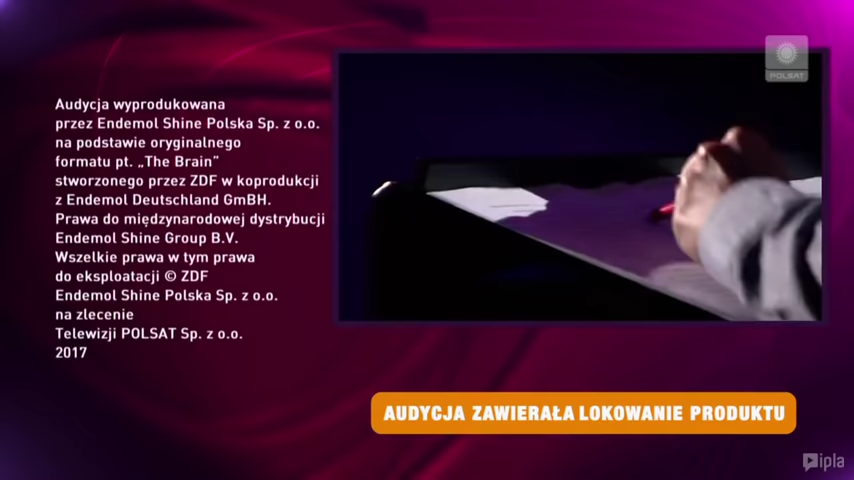 POLSAT
Audycja wyprodukowana
przez Endemol Shine Polska Sp. z o.o.
na podstawie oryginalnego
formatu pt. „The Brain”
stworzonego przez ZDF w koprodukcji
z Endemol Deutschland GmBH.
Prawa do międzynarodowej dystrybucji
Endemol Shine Group B.V.
Wszelkie prawa w tym prawa
do eksploatacji © ZDF
Endemol Shine Polska Sp. z o.o.
na zlecenie
Telewizji POLSAT Sp. z o.o.
2017
AUDYCJA ZAWIERAŁA LOKOWANIE PRODUKTU
ipla